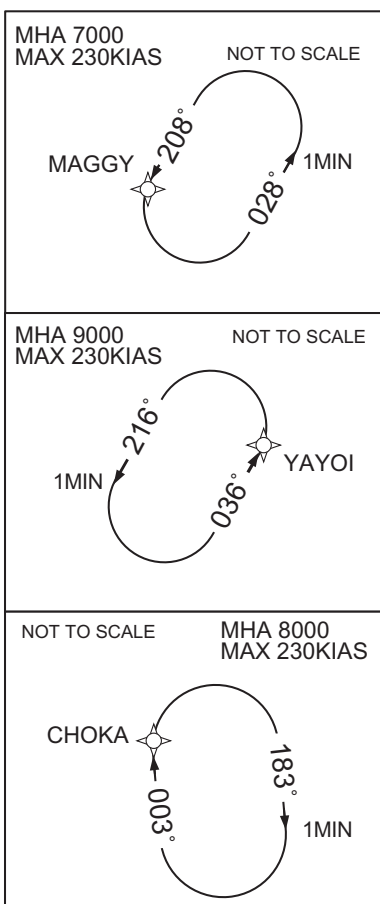 MHA 7000
MAX 230KIAS
NOT TO SCALE
208°
MAGGY
1MIN
028°
MHA 9000
MAX 230KIAS
NOT TO SCALE
216°
YAYOI
1MIN
036°
NOT TO SCALE
MHA 8000
MAX 230KIAS
CHOKA
183°
003°
1MIN